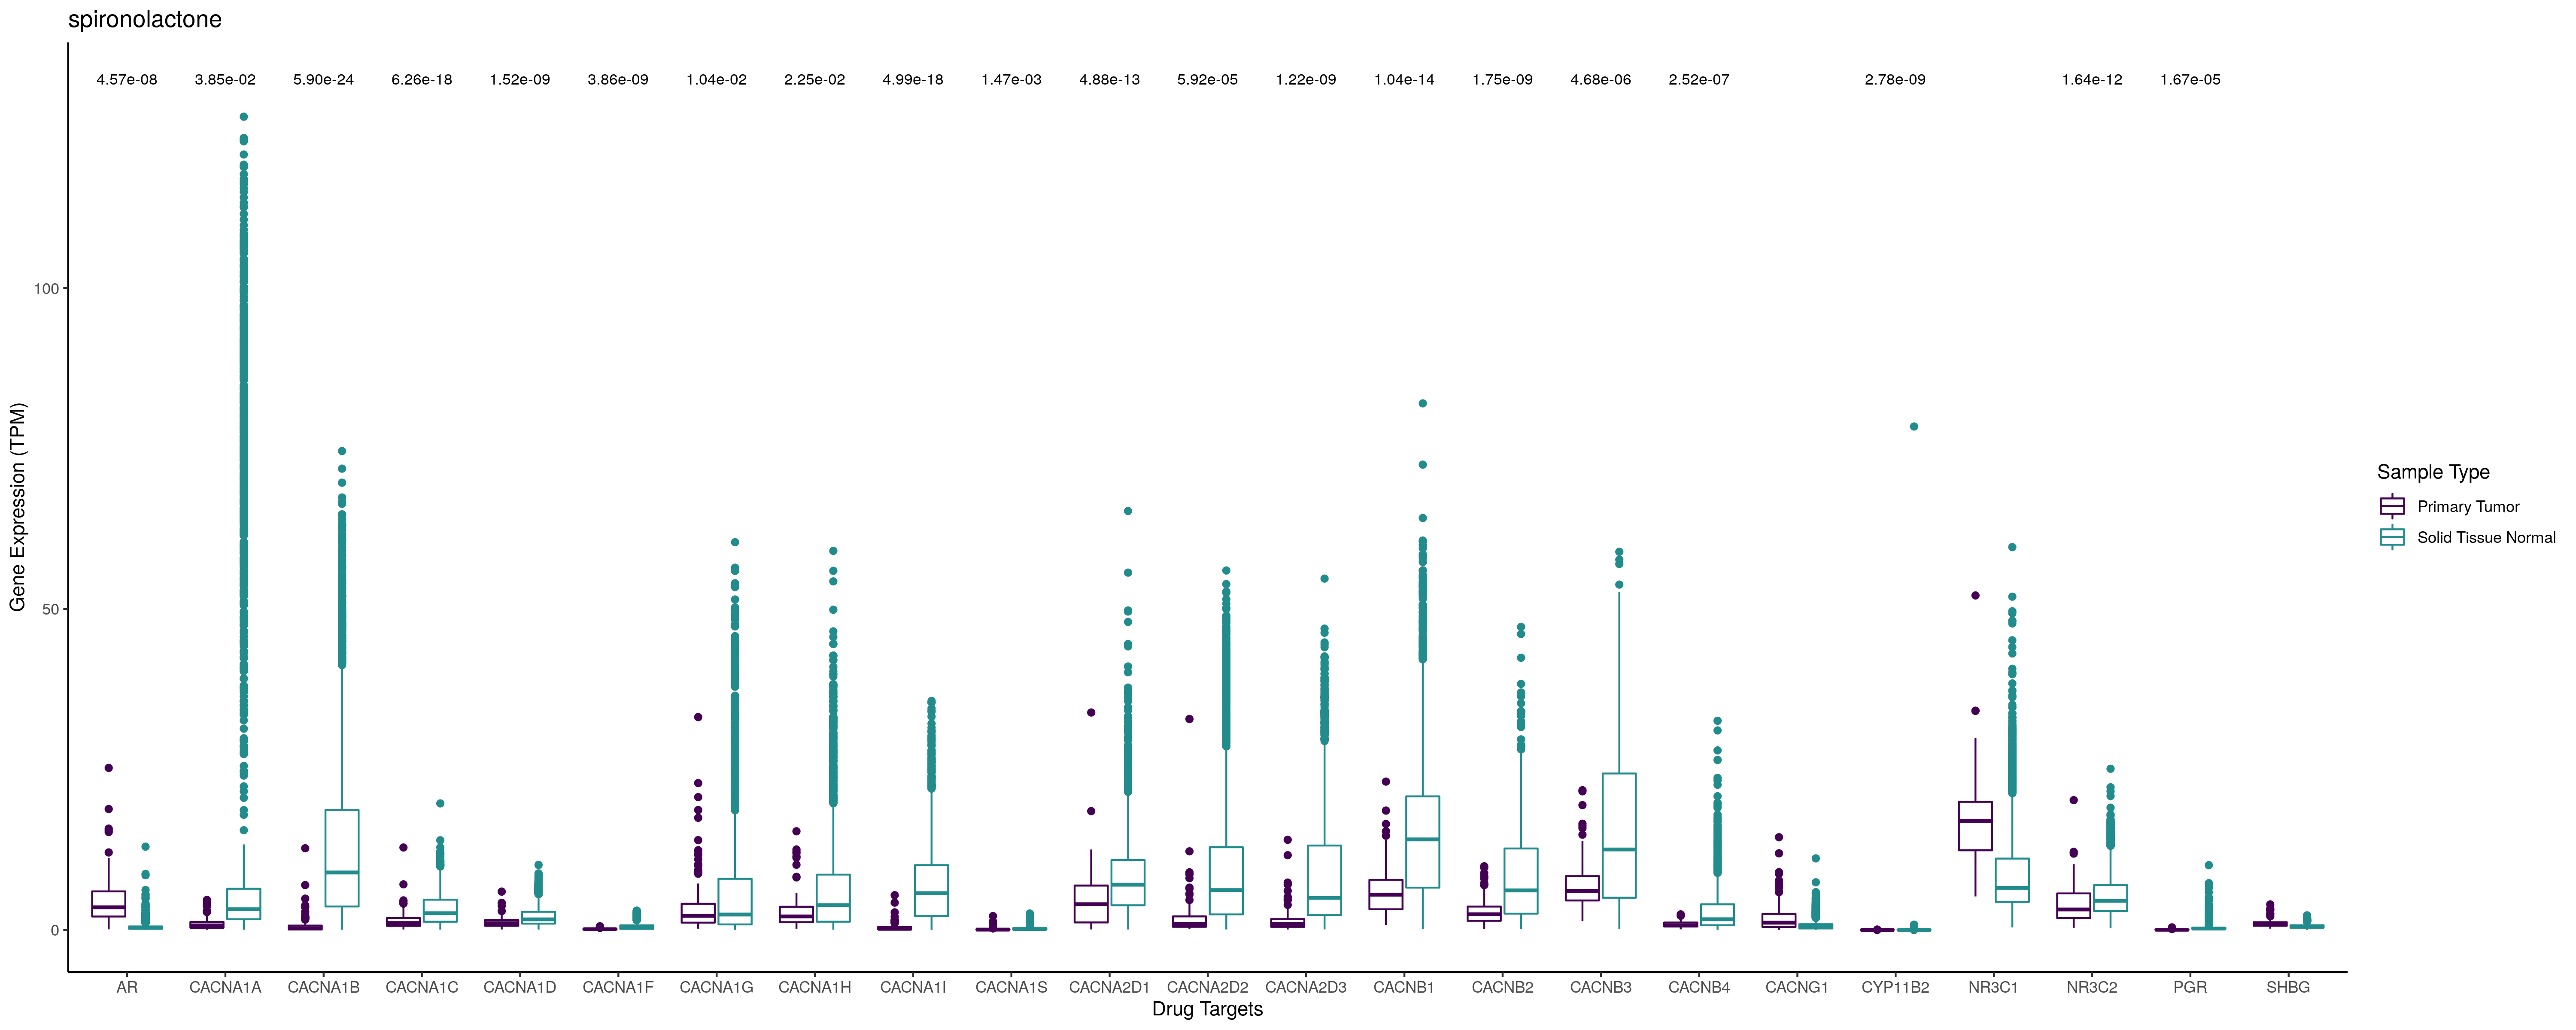 spironolactone
4.57e-08 3.85e-02 5.90e-24 6.26e-18 1.52e-09 3.86e-09 1.04e-02 2.25e-02 4.99e-18 1.47e-03 4.88e-13 5.92e-05 1.22e-09 1.04e-14 1.75e-09 4.68e-06 2.52e-07 2.78e-09 1.64e-12 1.67e-05
Gene Expression (TPM)
100
50
0
Sample Type
Primary Tumor
Solid Tissue Normal
AR CACNA1A CACNA1B CACNA1C CACNA1D CACNA1F CACNA1G CACNA1H CACNA1I CACNA1S CACNA2D1 CACNA2D2 CACNA2D3 CACNB1 CACNB2 CACNB3 CACNB4 CACNG1 CYP11B2 NR3C1 NR3C2 PGR SHBG
Drug Targets